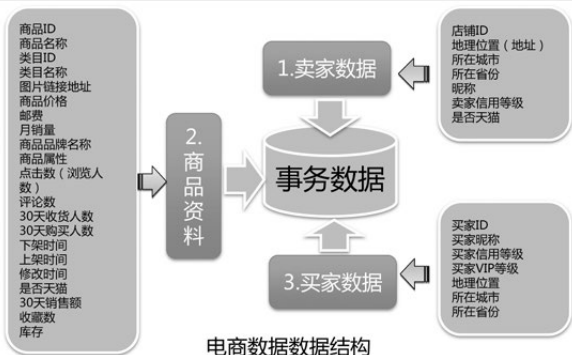 商品ID
商品名称
类目ID
类目名称
图片链接地址
商品价格
邮费
月销量
商品品牌名称
商品属性
点击数（浏览人
数）
评论数
30天收货人数
30天购买人数
下架时间
上架时间
修改时间
是否天猫
30天销售额
收藏数
库存
2.
商
品
资
料
1.卖家数据
事务数据
3.买家数据
店铺ID
地理位置（地址）
所在城市
所在省份
昵称
卖家信用等级
是否天猫
买家ID
买家昵称
买家信用等级
买家VIP等级
地理位置
所在城市
所在省份
电商数据数据结构